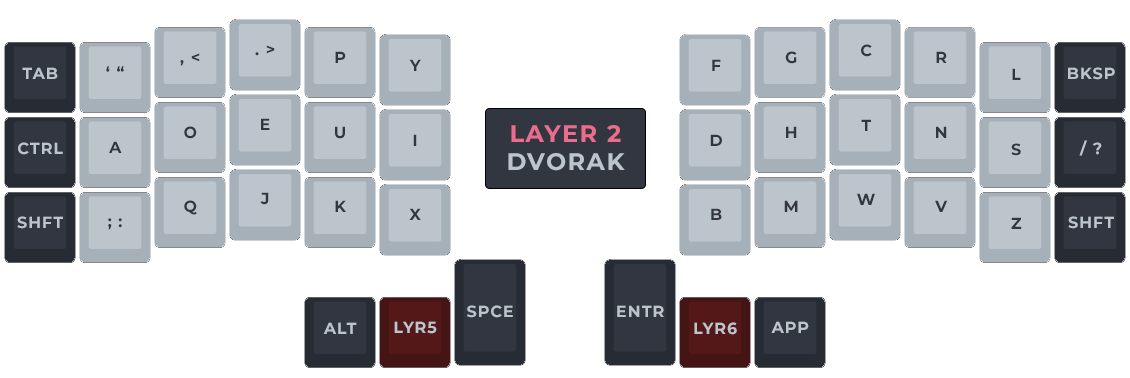 TAB ‘ “ , < . > P Y F G C R L BKSP
CTRL A O E U I D H T N S / ?
LAYER 2
DVORAK
SHFT ; : Q J K X B M W V Z SHFT
ALT LYR5 SPCE ENTR LYR6 APP